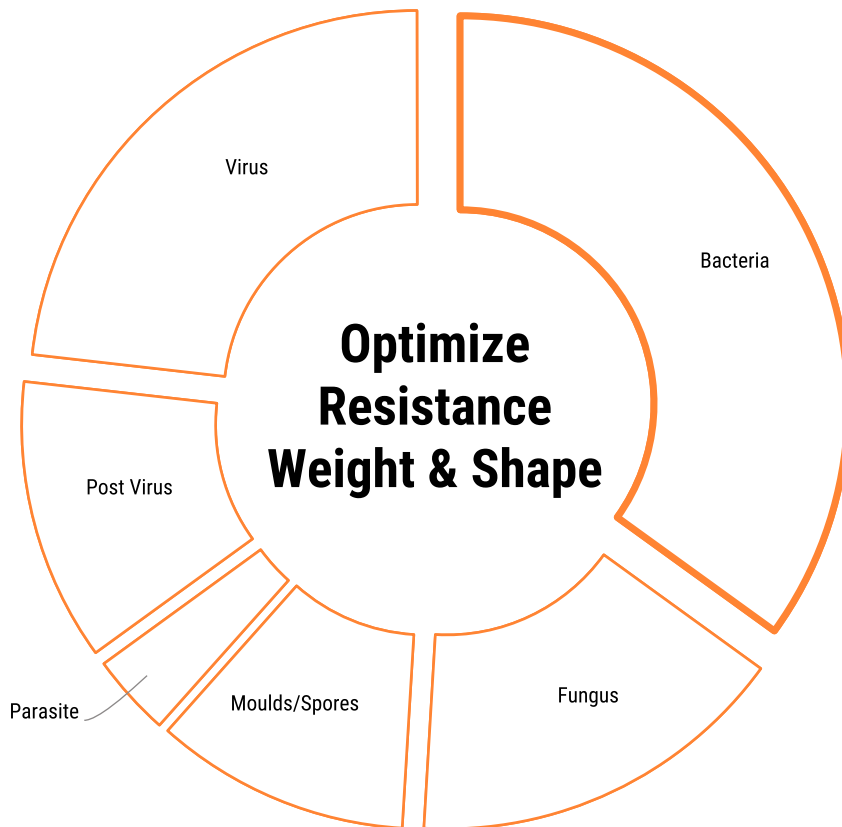 Virus
Bacteria
Optimize
Resistance
Weight & Shape
Post Virus
Parasite
Moulds/Spores
Fungus